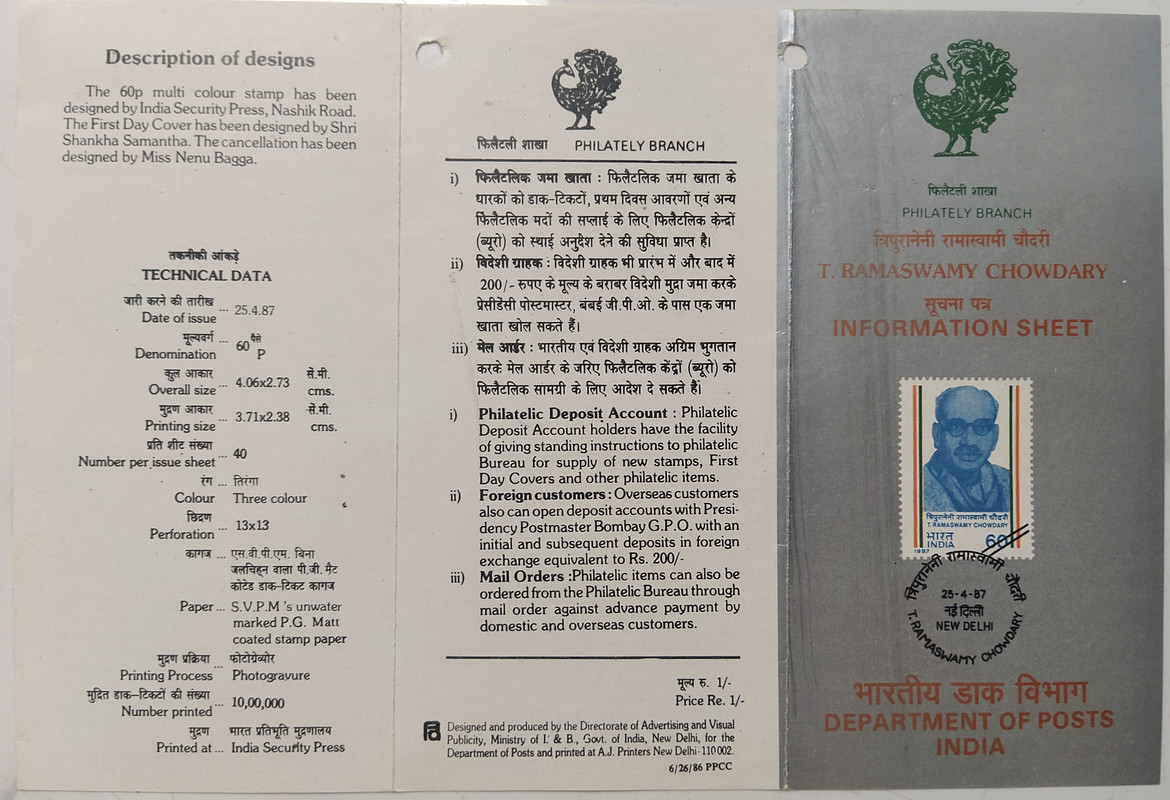 Description of designs
The 60p multi colour stamp has been
designed by India Security Press, Nashik Road.
The First Day Cover has been designed by Shri
Shankha Samantha. The cancellation has been
designed by Miss Nenu Bagga.
तकनीकी आंकड़े
TECHNICAL DATA
जारी करने की तारीख
Date of issue ... 25.4.87
मूल्यवर्ग ... 60 पैसे
Denomination P
कुल आकार ... 4.06x2.73 से.मी.
Overall size cms.
मुद्रण आकार ... 3.71x2.38 से.मी.
Printing size cms.
प्रति शीट संख्या
Number per issue sheet ... 40
रंग ... तिरंगा
Colour Three colour
छिद्रण ... 13x13
Perforation
कागज ... एस.वी.पी.एम. बिना
जलचिह्न वाला पी.जी. मैट
कोटेड डाक-टिकट कागज
Paper ... S.V.P.M 's unwater
marked P.G. Matt
coated stamp paper
मुद्रण प्रक्रिया ... फोटोग्रेव्योर
Printing Process Photogravure
मुदित डाक-टिकटों की संख्या
Number printed ... 10,00,000
मुद्रण भारत प्रतिभूति मुद्रणालय
Printed at ... India Security Press
फिलैटली शाखा PHILATELY BRANCH
i) फिलैटलिक जमा खाता : फिलैटलिक जमा खाता के
धारकों को डाक-टिकटों, प्रथम दिवस आवरणों एवं अन्य
फिलैटलिक मदों की सप्लाई के लिए फिलैटलिक केन्द्रों
(ब्यूरो) को स्थाई अनुदेश देने की सुविधा प्राप्त है।
ii) विदेशी ग्राहक : विदेशी ग्राहक भी प्रारंभ में और बाद में
200/- रुपए के मूल्य के बराबर विदेशी मुद्रा जमा करके
प्रेसीडेंसी पोस्टमास्टर, बंबई जी.पी.ओ. के पास एक जमा
खाता खोल सकते हैं।
iii) मेल आर्डर : भारतीय एवं विदेशी ग्राहक अग्रिम भुगतान
करके मेल आर्डर के जरिए फिलैटलिक केंद्रों (ब्यूरो) को
फिलैटलिक सामग्री के लिए आदेश दे सकते हैं।
i) Philatelic Deposit Account : Philatelic
Deposit Account holders have the facility
of giving standing instructions to philatelic
Bureau for supply of new stamps, First
Day Covers and other philatelic items.
ii) Foreign customers : Overseas customers
also can open deposit accounts with Presi-
dency Postmaster Bombay G.P.O. with an
initial and subsequent deposits in foreign
exchange equivalent to Rs. 200/-
iii) Mail Orders :Philatelic items can also be
ordered from the Philatelic Bureau through
mail order against advance payment by
domestic and overseas customers.
मूल्य रु. 1/-
Price Re. 1/-
Designed and produced by the Directorate of Advertising and Visual
Publicity, Ministry of I. & B., Govt. of India, New Delhi, for the
Department of Posts and printed at A.J. Printers New Delhi-110 002.
6/26/86 PPCC
फिलैटली शाखा
PHILATELY BRANCH
त्रिपुरानेनी रामास्वामी चौदरी
T. RAMASWAMY CHOWDARY
सूचना पत्र
INFORMATION SHEET
त्रिपुरानेनी रामास्वामी चौदरी
T. RAMASWAMY CHOWDARY
भारत 60
INDIA
1987
त्रिपुरानेनी रामास्वामी चौदरी
25-4-87
नई दिल्ली
NEW DELHI
T. RAMASWAMY CHOWDARY
भारतीय डाक विभाग
DEPARTMENT OF POSTS
INDIA